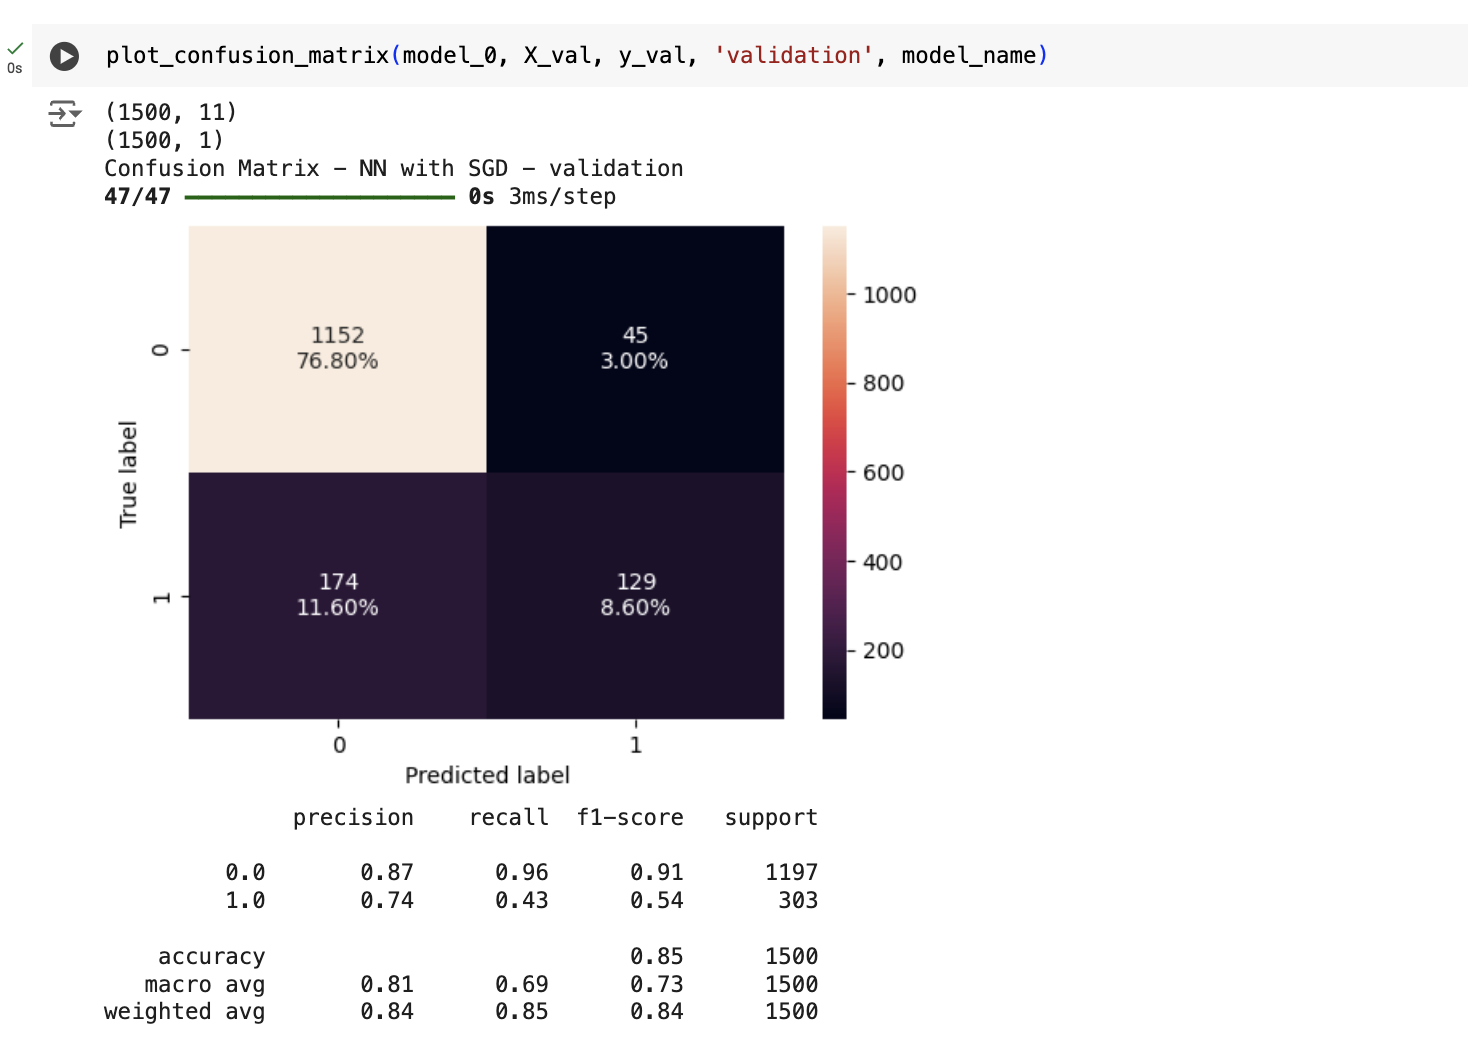 plot_confusion_matrix(model_0, X_val, y_val, 'validation', model_name)
0s
(1500, 11)
(1500, 1)
Confusion Matrix – NN with SGD – validation
47/47 0s 3ms/step
1152
76.80%
45
3.00%
174
11.60%
129
8.60%
0
1
True label
0
1
Predicted label
1000
800
600
400
200
precision recall f1-score support
0.0 0.87 0.96 0.91 1197
1.0 0.74 0.43 0.54 303
accuracy 0.85 1500
macro avg 0.81 0.69 0.73 1500
weighted avg 0.84 0.85 0.84 1500